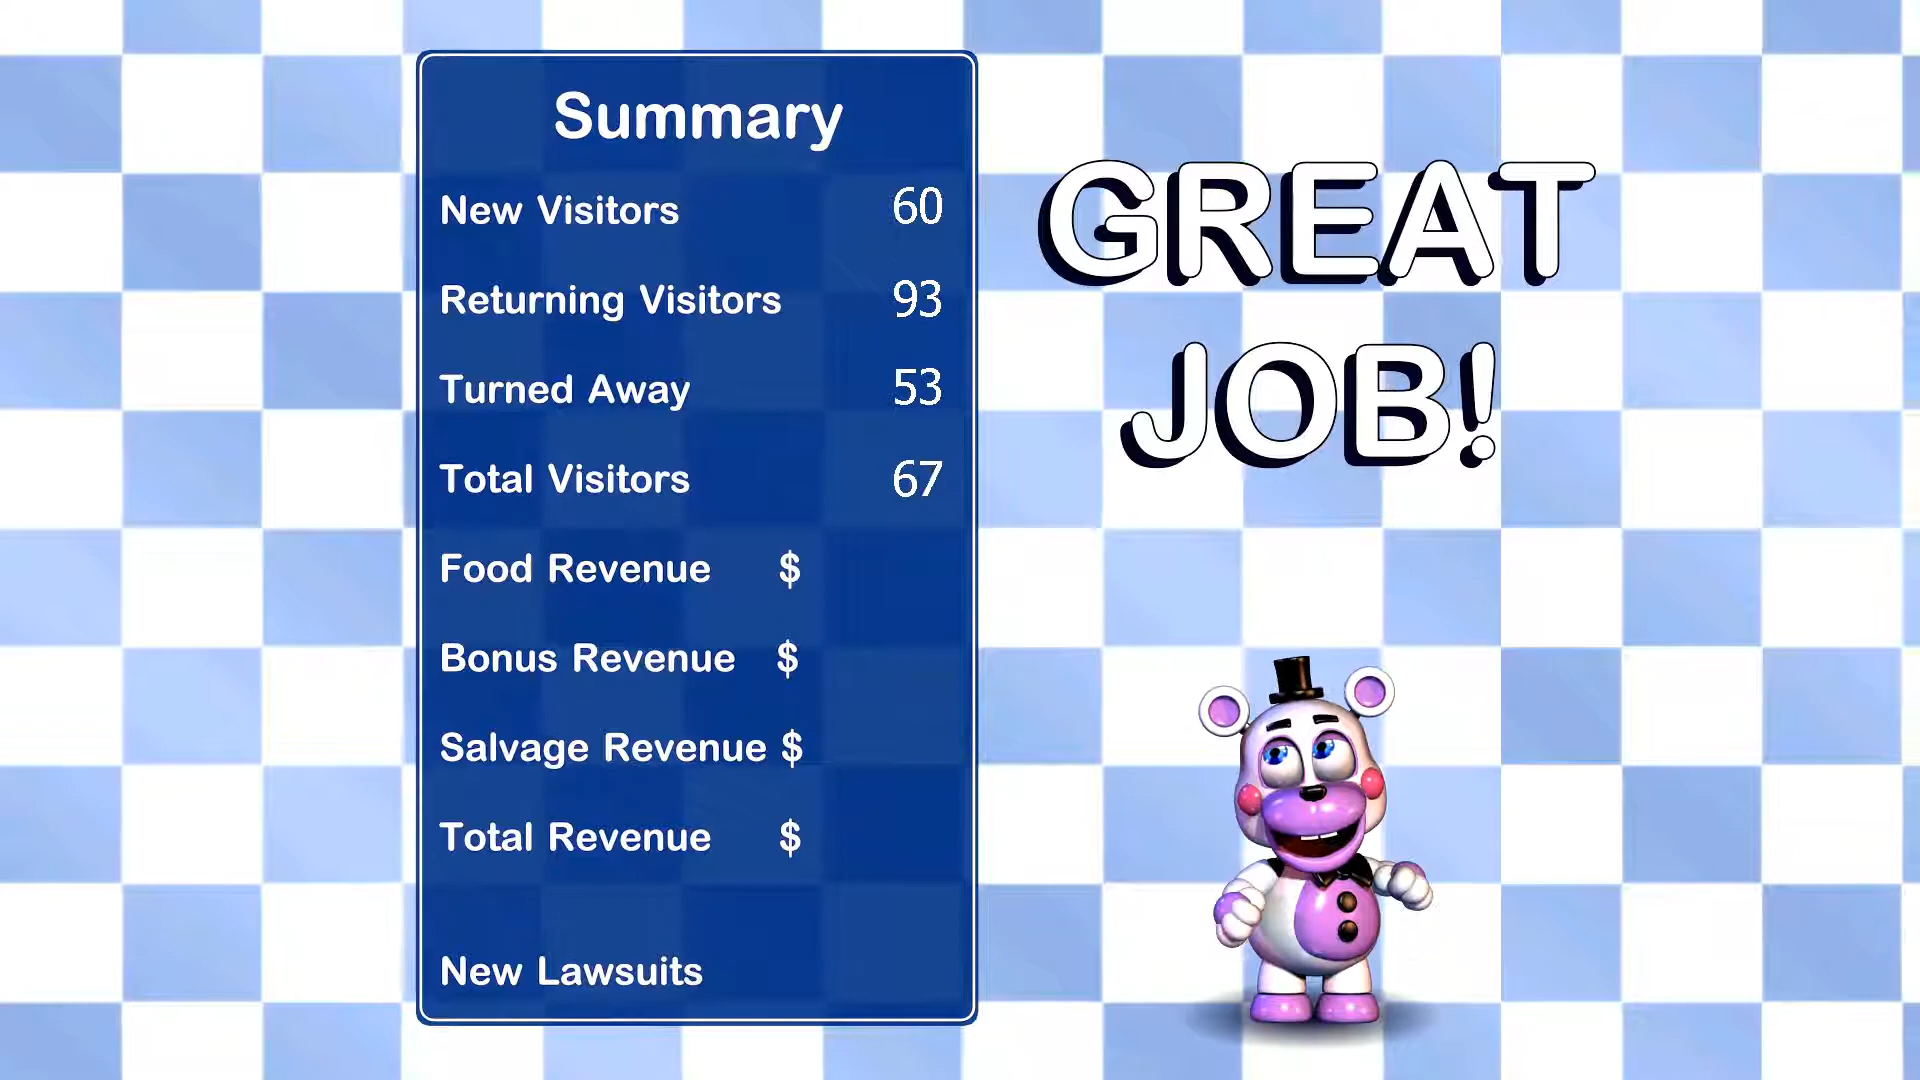 Summary
New Visitors 60
Returning Visitors 93
Turned Away 53
Total Visitors 67
Food Revenue $
Bonus Revenue $
Salvage Revenue $
Total Revenue $
New Lawsuits
GREAT
JOB!